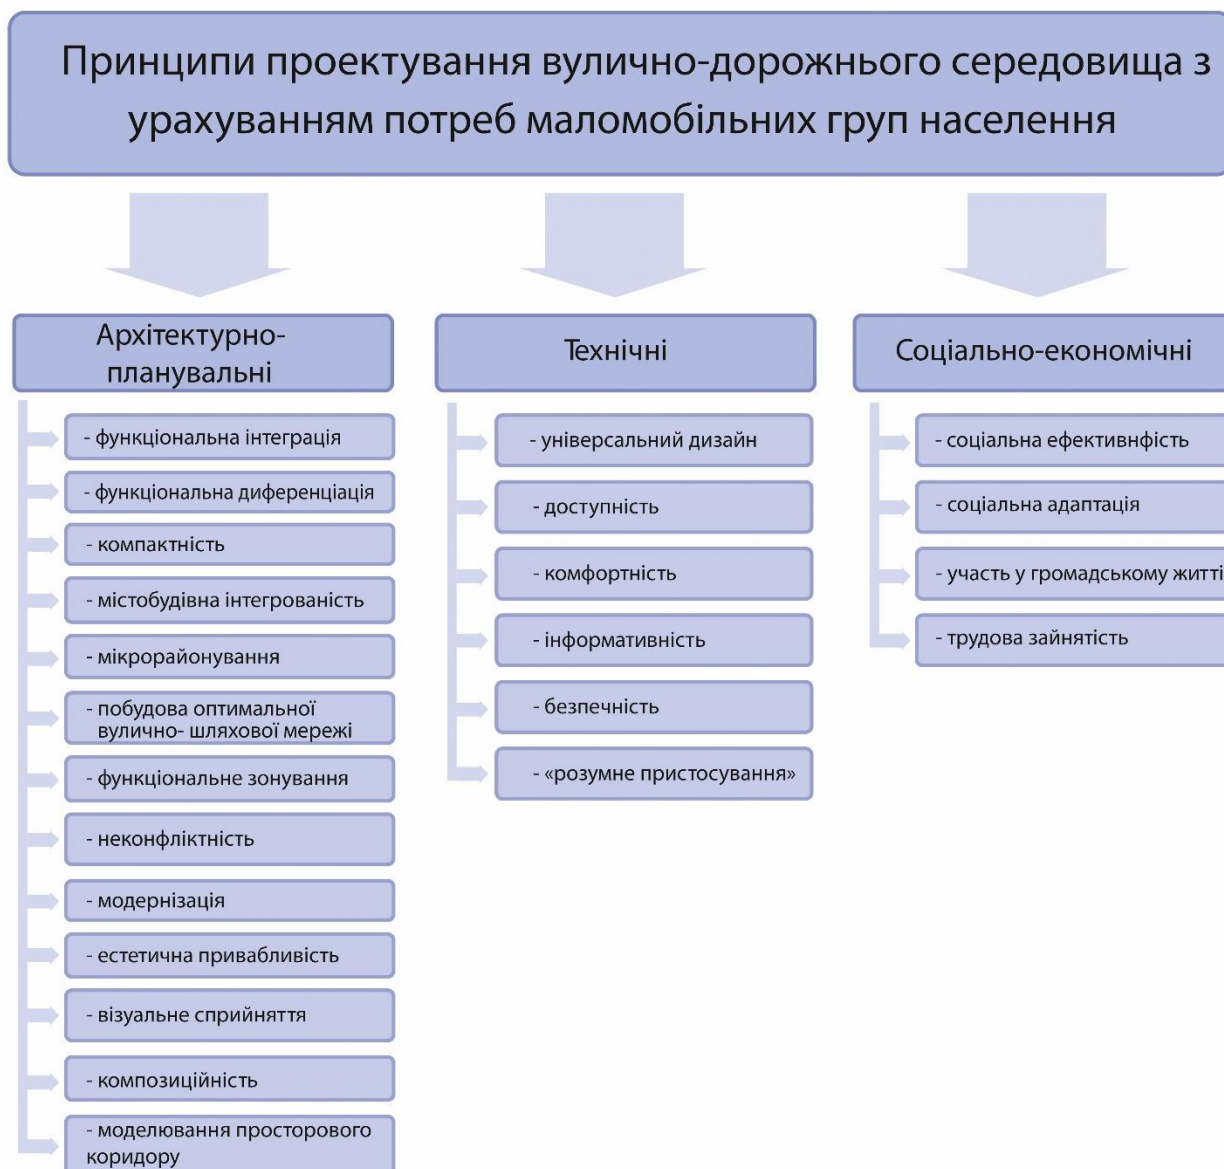 Принципи проектування вулично-дорожнього середовища з
урахуванням потреб маломобільних груп населення
Архітектурно-
планувальні
- функціональна інтеграція
- функціональна диференціація
- компактність
- містобудівна інтегрованість
- мікрорайонування
- побудова оптимальної
вулично- шляхової мережі
- функціональне зонування
- неконфліктність
- модернізація
- естетична привабливість
- візуальне сприйняття
- композиційність
- моделювання просторового
коридору
Технічні
- універсальний дизайн
- доступність
- комфортність
- інформативність
- безпечність
- «розумне пристосування»
Соціально-економічні
- соціальна ефективнфість
- соціальна адаптація
- участь у громадському житті
- трудова зайнятість